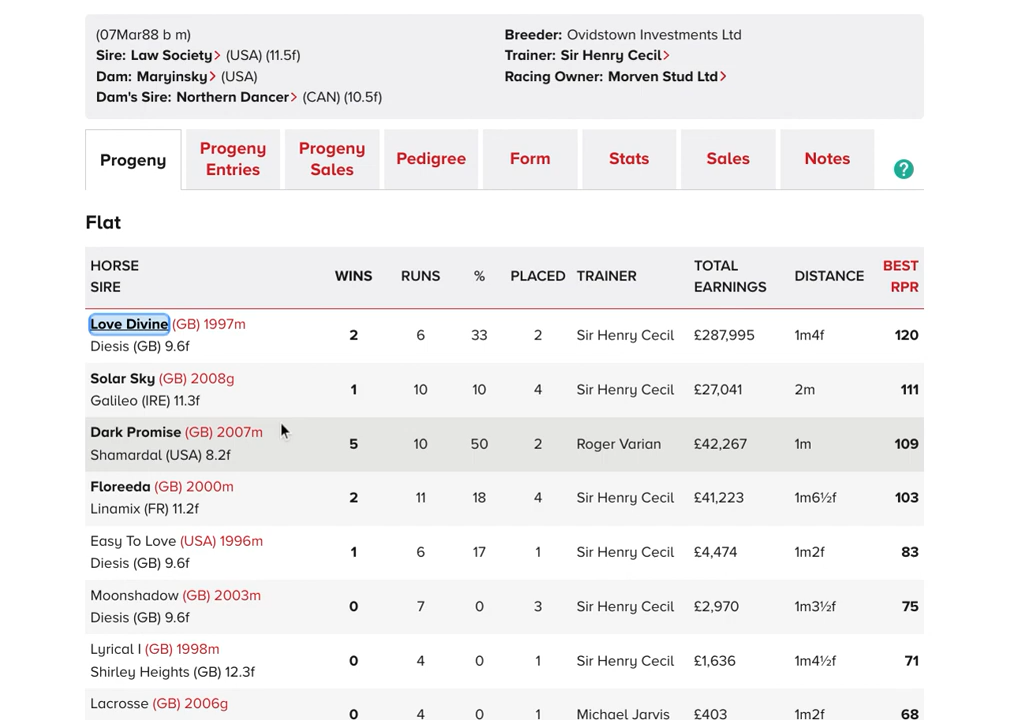 (07Mar88 b m)
Sire: Law Society> (USA) (11.5f)
Dam: Maryinsky> (USA)
Dam's Sire: Northern Dancer> (CAN) (10.5f)
Breeder: Ovidstown Investments Ltd
Trainer: Sir Henry Cecil>
Racing Owner: Morven Stud Ltd>
Progeny
Progeny
Entries
Progeny
Sales
Pedigree
Form
Stats
Sales
Notes
?
Flat
HORSE
SIRE
WINS
RUNS
%
PLACED
TRAINER
TOTAL
EARNINGS
DISTANCE
BEST
RPR
Love Divine (GB) 1997m
Diesis (GB) 9.6f
2 6 33 2 Sir Henry Cecil £287,995 1m4f 120
Solar Sky (GB) 2008g
Galileo (IRE) 11.3f
1 10 10 4 Sir Henry Cecil £27,041 2m 111
Dark Promise (GB) 2007m
Shamardal (USA) 8.2f
5 10 50 2 Roger Varian £42,267 1m 109
Floreeda (GB) 2000m
Linamix (FR) 11.2f
2 11 18 4 Sir Henry Cecil £41,223 1m6½f 103
Easy To Love (USA) 1996m
Diesis (GB) 9.6f
1 6 17 1 Sir Henry Cecil £4,474 1m2f 83
Moonshadow (GB) 2003m
Diesis (GB) 9.6f
0 7 0 3 Sir Henry Cecil £2,970 1m3½f 75
Lyrical I (GB) 1998m
Shirley Heights (GB) 12.3f
0 4 0 1 Sir Henry Cecil £1,636 1m4½f 71
Lacrosse (GB) 2006g
0 4 0 1 Michael Jarvis £403 1m2f 68